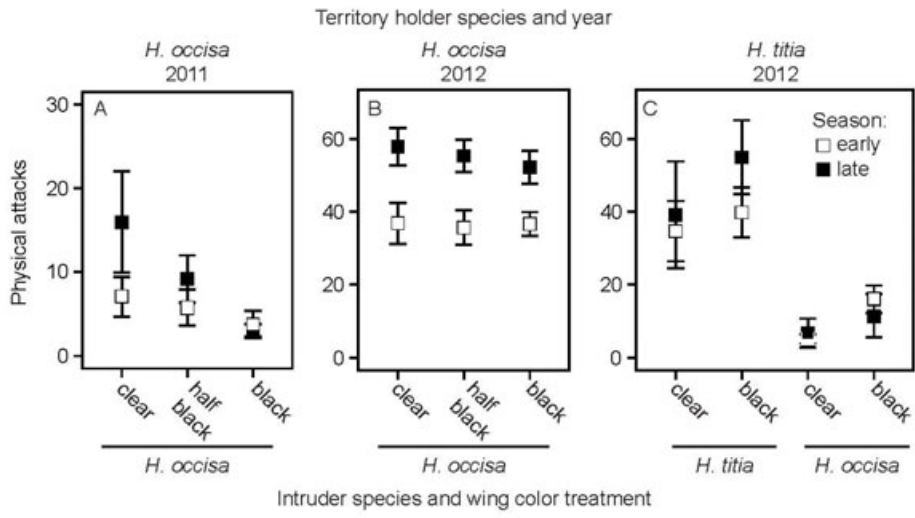 Territory holder species and year
H. occisa
2011
H. occisa
2012
H. titia
2012
A
B
C
Season:
early
late
Physical attacks
30
20
10
0
60
40
20
0
60
40
20
0
clear
half
black
black
clear
half
black
black
clear
black
clear
black
H. occisa
H. occisa
H. titia
H. occisa
Intruder species and wing color treatment